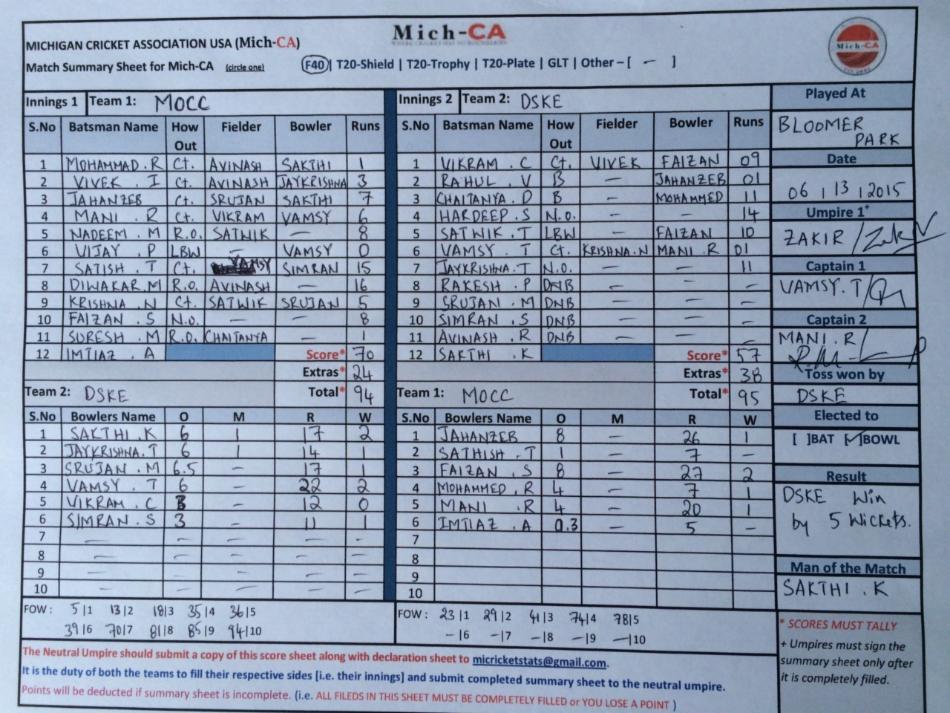 MICHIGAN CRICKET ASSOCIATION USA (Mich-CA)
Mich-CA
Mich-CA
Match Summary Sheet for Mich-CA (circle one) F40 | T20-Shield | T20-Trophy | T20-Plate | GLT | Other – [ — ]
Innings 1 Team 1: MOCC
S.No Batsman Name How Out Fielder Bowler Runs
1 MOHAMMAD.R Ct. AVINASH SAKTHI 1
2 VIVEK . I Ct. AVINASH JAYKRISHNA 3
3 JAHANZEB Ct. SRUJAN SAKTHI 7
4 MANI . R Ct. VIKRAM VAMSY 6
5 NADEEM . M R.O. SATWIK — 8
6 VIJAY . P LBW — VAMSY 0
7 SATISH . T Ct. VAMSY SIMRAN 15
8 DIWAKAR.M R.O. AVINASH — 16
9 KRISHNA . N Ct. SATWIK SRUJAN 5
10 FAIZAN . S N.O. — — 8
11 SURESH . M R.O. CHAITANYA — 1
12 IMTIAZ . A Score* 70
Extras* 24
Team 2: DSKE Total* 94
S.No Bowlers Name O M R W
1 SAKTHI . K 6 1 17 2
2 JAYKRISHNA.T 6 1 14 1
3 SRUJAN . M 6.5 — 17 1
4 VAMSY . T 6 — 22 2
5 VIKRAM . C 3 — 12 0
6 SIMRAN . S 3 — 11 1
7 — — — — —
8 — — — — —
9 — — — — —
10 — — — — —
FOW : 5|1 13|2 18|3 35|4 36|5
39|6 70|7 81|8 85|9 94|10
Innings 2 Team 2: DSKE
S.No Batsman Name How Out Fielder Bowler Runs
1 VIKRAM . C Ct. VIVEK FAIZAN 09
2 RAHUL . V B — JAHANZEB 01
3 CHAITANYA . D B — MOHAMMED 11
4 HARDEEP . S N.O. — — 14
5 SATWIK . T LBW — FAIZAN 10
6 VAMSY . T Ct. KRISHNA.N MANI . R 01
7 JAYKRISHNA.T N.O. — — 11
8 RAKESH . P DNB — — —
9 SRUJAN . M DNB — — —
10 SIMRAN . S DNB — — —
11 AVINASH . R DNB — — —
12 SAKTHI . K Score* 57
Extras* 38
Team 1: MOCC Total* 95
S.No Bowlers Name O M R W
1 JAHANZEB 8 — 26 1
2 SATHISH . T 1 — 7 —
3 FAIZAN . S 8 — 27 2
4 MOHAMMED . R 4 — 7 1
5 MANI . R 4 — 20 1
6 IMTIAZ . A 0.3 — 5 —
7
8
9
10
FOW : 23|1 29|2 41|3 74|4 78|5
—|6 —|7 —|8 —|9 —|10
Played At
BLOOMER
PARK
Date
06 | 13 | 2015
Umpire 1+
ZAKIR /
Captain 1
VAMSY. T/
Captain 2
MANI . R/
Toss won by
DSKE
Elected to
[ ]BAT [✓]BOWL
Result
DSKE Win
by 5 Wickets.
Man of the Match
SAKTHI . K
* SCORES MUST TALLY
+ Umpires must sign the
summary sheet only after
it is completely filled.
The Neutral Umpire should submit a copy of this score sheet along with declaration sheet to micricketstats@gmail.com.
It is the duty of both the teams to fill their respective sides [i.e. their innings] and submit completed summary sheet to the neutral umpire.
Points will be deducted if summary sheet is incomplete. (i.e. ALL FILEDS IN THIS SHEET MUST BE COMPLETELY FILLED or YOU LOSE A POINT )